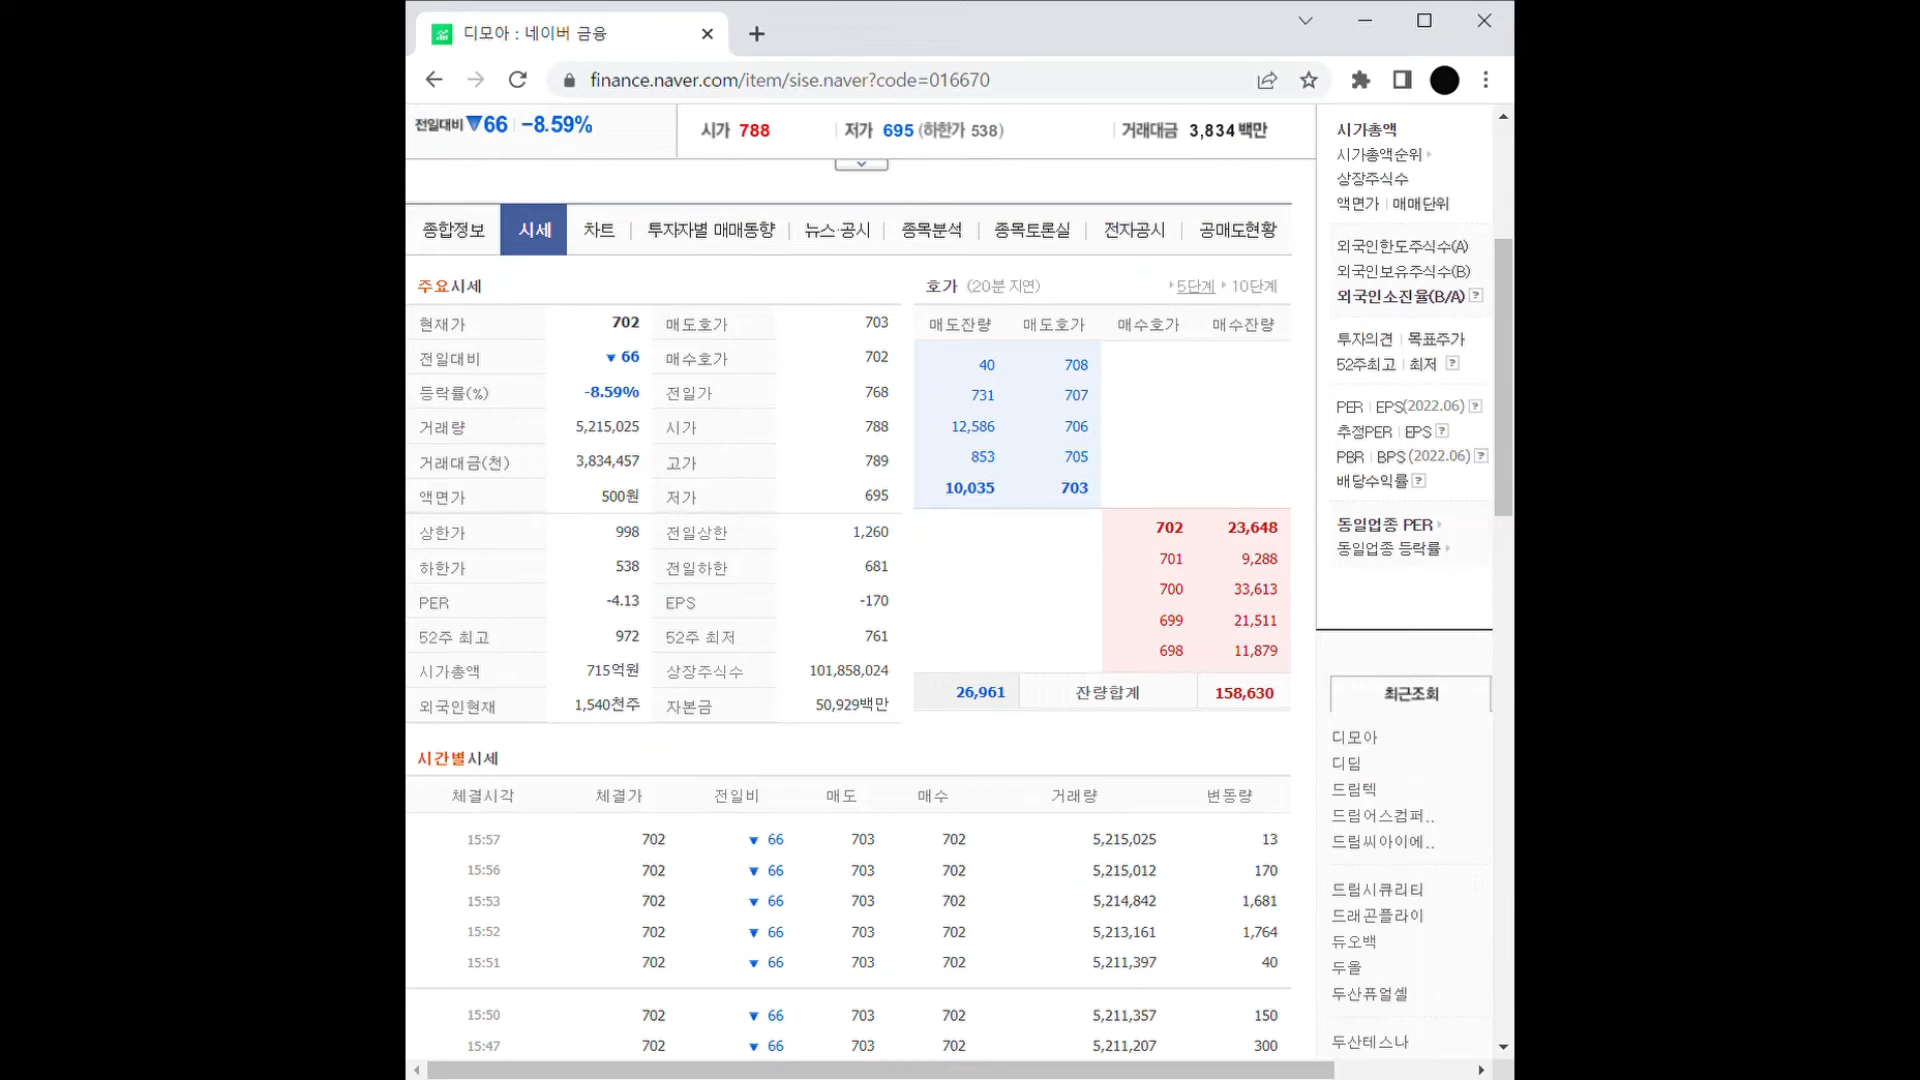 디모아 : 네이버 금융
finance.naver.com/item/sise.naver?code=016670
전일대비 ▼66 | -8.59%
시가 788 | 저가 695 (하한가 538) | 거래대금 3,834 백만
종합정보 시세 차트 | 투자자별 매매동향 | 뉴스·공시 | 종목분석 | 종목토론실 | 전자공시 | 공매도현황
주요시세
현재가 702 매도호가 703
전일대비 ▼ 66 매수호가 702
등락률(%) -8.59% 전일가 768
거래량 5,215,025 시가 788
거래대금(천) 3,834,457 고가 789
액면가 500원 저가 695
상한가 998 전일상한 1,260
하한가 538 전일하한 681
PER -4.13 EPS -170
52주 최고 972 52주 최저 761
시가총액 715억원 상장주식수 101,858,024
외국인현재 1,540천주 자본금 50,929백만
호가 (20분 지연) 5단계 10단계
매도잔량 매도호가 매수호가 매수잔량
40 708
731 707
12,586 706
853 705
10,035 703
702 23,648
701 9,288
700 33,613
699 21,511
698 11,879
26,961 잔량합계 158,630
시간별시세
체결시각 체결가 전일비 매도 매수 거래량 변동량
15:57 702 ▼ 66 703 702 5,215,025 13
15:56 702 ▼ 66 703 702 5,215,012 170
15:53 702 ▼ 66 703 702 5,214,842 1,681
15:52 702 ▼ 66 703 702 5,213,161 1,764
15:51 702 ▼ 66 703 702 5,211,397 40
15:50 702 ▼ 66 703 702 5,211,357 150
15:47 702 ▼ 66 703 702 5,211,207 300
시가총액
시가총액순위
상장주식수
액면가 | 매매단위
외국인한도주식수(A)
외국인보유주식수(B)
외국인소진율(B/A) ?
투자의견 | 목표주가
52주최고 | 최저 ?
PER | EPS(2022.06) ?
추정PER | EPS ?
PBR | BPS (2022.06) ?
배당수익률 ?
동일업종 PER
동일업종 등락률
최근조회
디모아
디딤
드림텍
드림어스컴퍼..
드림씨아이에..
드림시큐리티
드래곤플라이
듀오백
두올
두산퓨얼셀
두산테스나